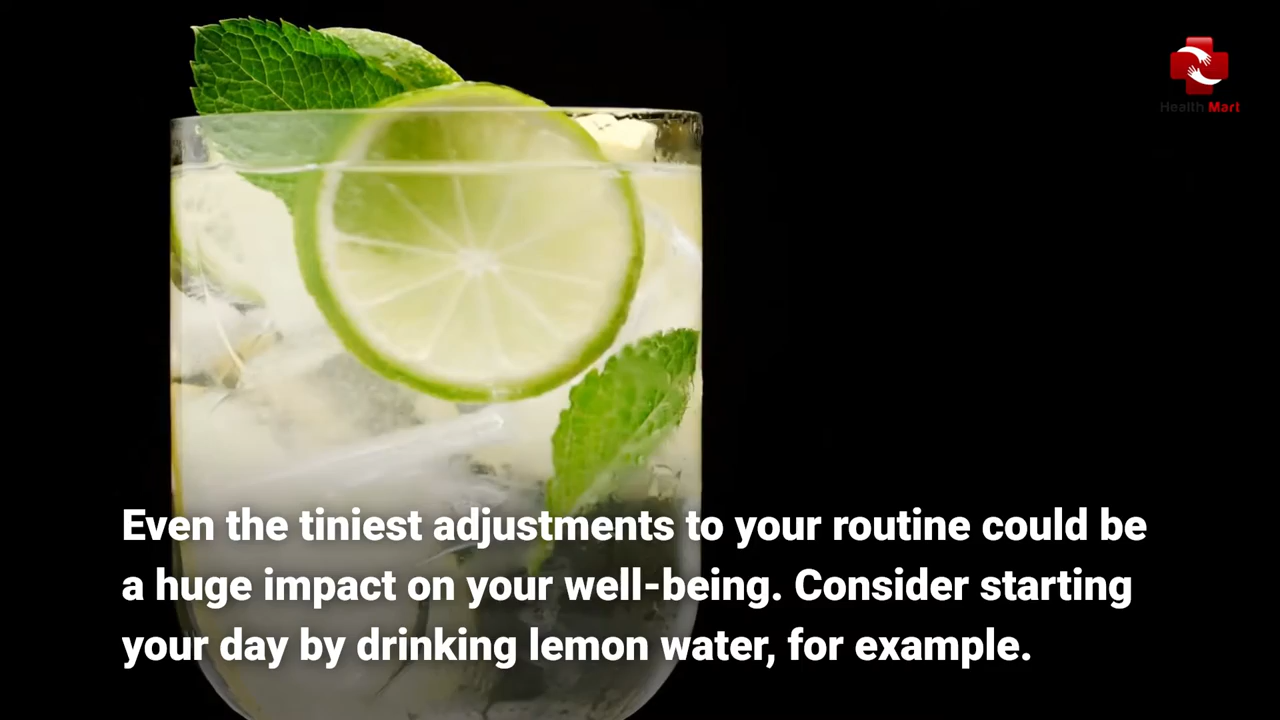 Health Mart
Even the tiniest adjustments to your routine could be
a huge impact on your well-being. Consider starting
your day by drinking lemon water, for example.